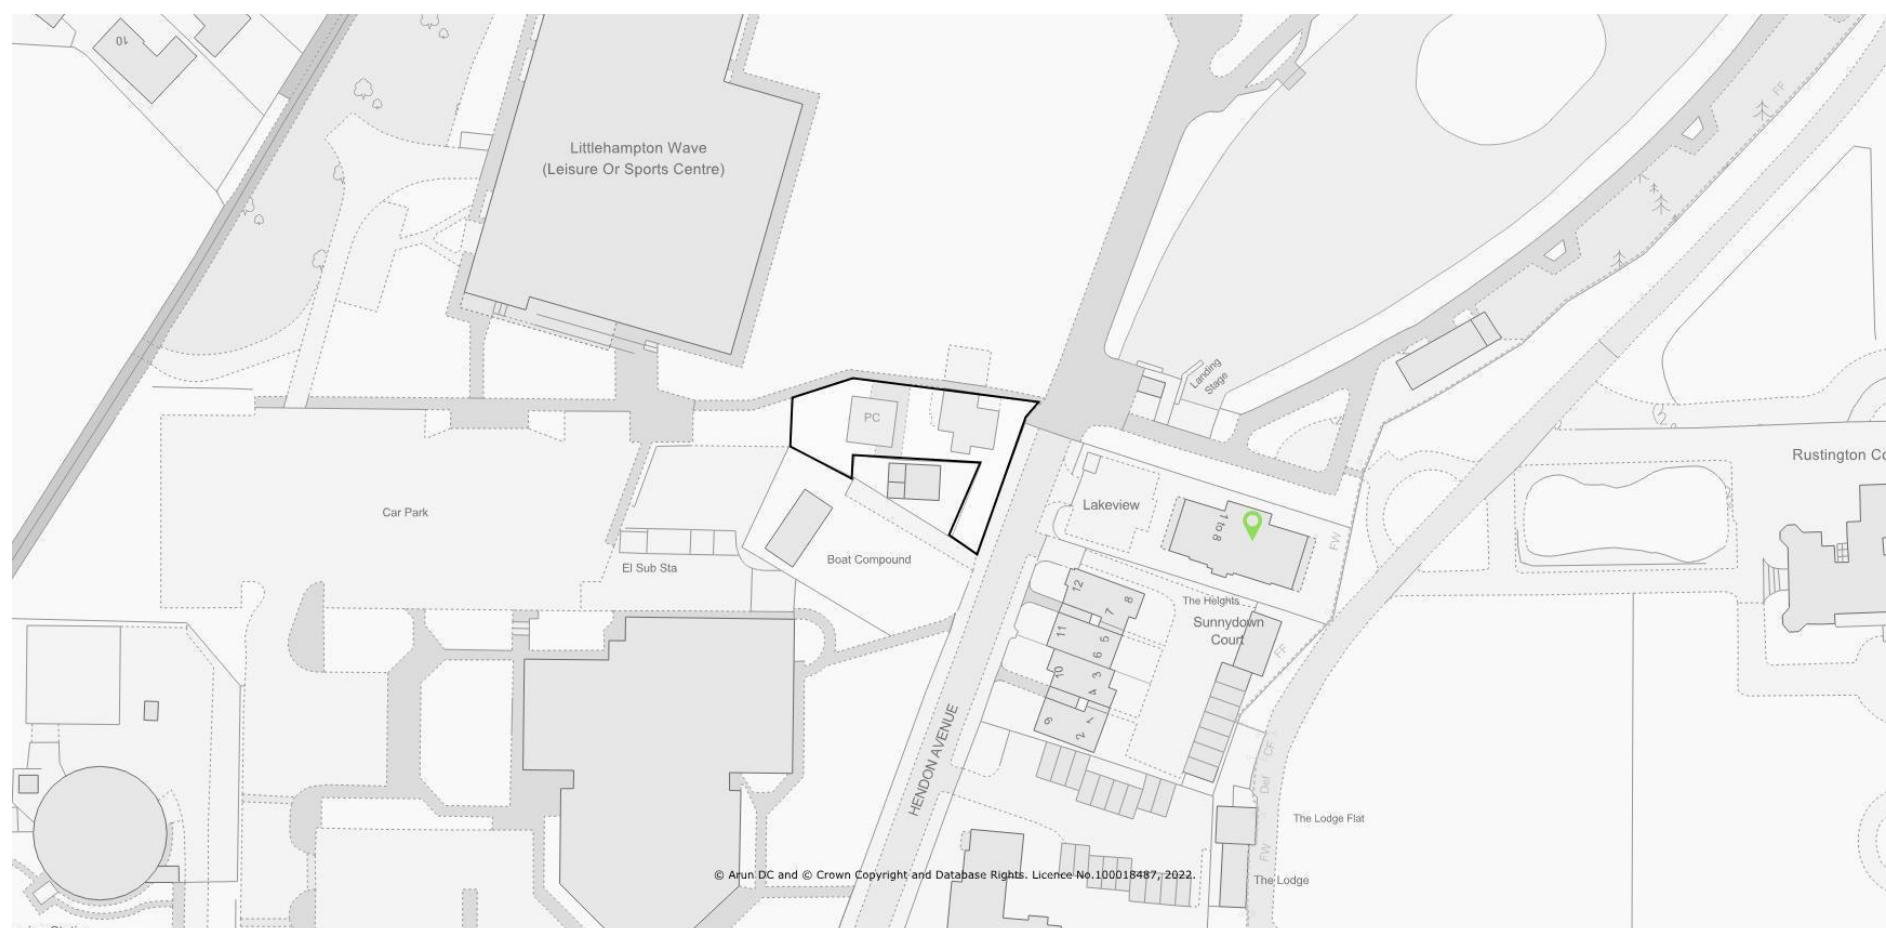 10
Littlehampton Wave
(Leisure Or Sports Centre)
FF
Landing
Stage
PC
Rustington Co
Car Park
Lakeview
1 to 8
FW
Boat Compound
El Sub Sta
12
8
7
The Heights
Sunnydown
Court
11
5
6
FF
10
3
4
9
1
2
HENDON AVENUE
CF
Def
The Lodge Flat
FW
© Arun DC and © Crown Copyright and Database Rights. Licence No.100018487, 2022.
The Lodge